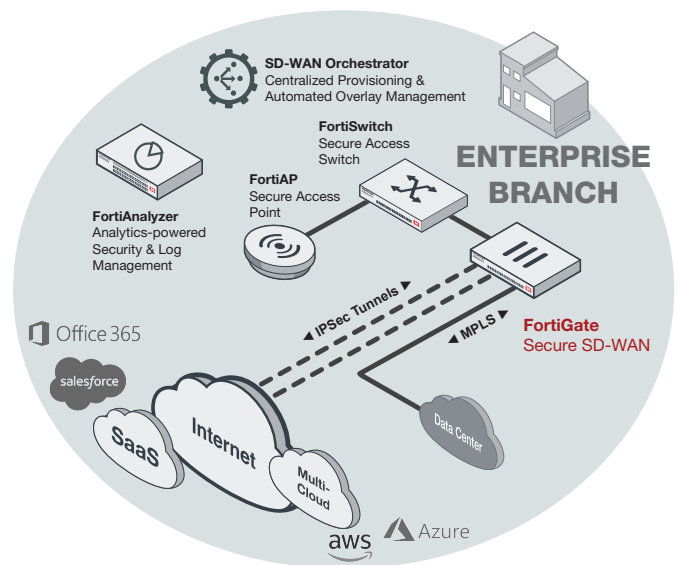 SD-WAN Orchestrator
Centralized Provisioning &
Automated Overlay Management
ENTERPRISE
BRANCH
FortiSwitch
Secure Access
Switch
FortiAP
Secure Access
Point
FortiAnalyzer
Analytics-powered
Security & Log
Management
IPSec Tunnels
MPLS
FortiGate
Secure SD-WAN
Office 365
salesforce
SaaS
Internet
Multi-
Cloud
Data Center
aws
Azure